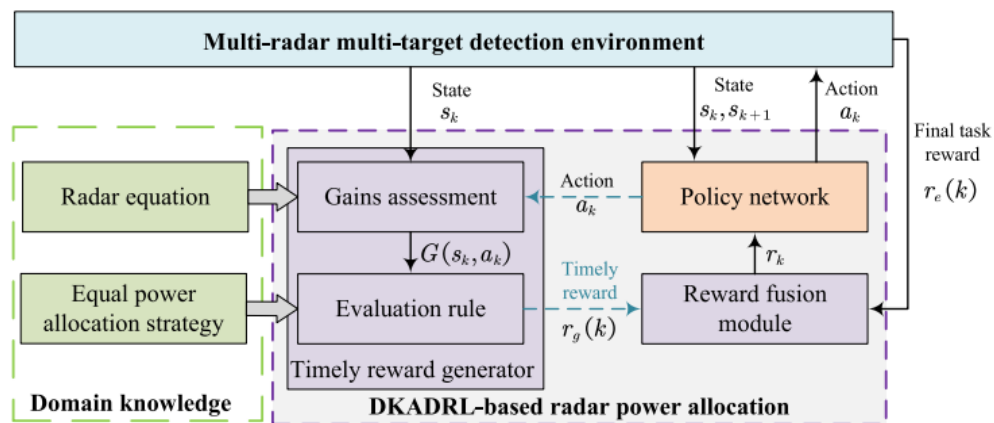 Multi-radar multi-target detection environment
State
s_k
State
s_k, s_{k+1}
Action
a_k
Final task
reward
r_e(k)
Radar equation
Gains assessment
Action
a_k
Policy network
G(s_k, a_k)
r_k
Equal power
allocation strategy
Evaluation rule
Timely
reward
r_g(k)
Reward fusion
module
Timely reward generator
Domain knowledge
DKADRL-based radar power allocation